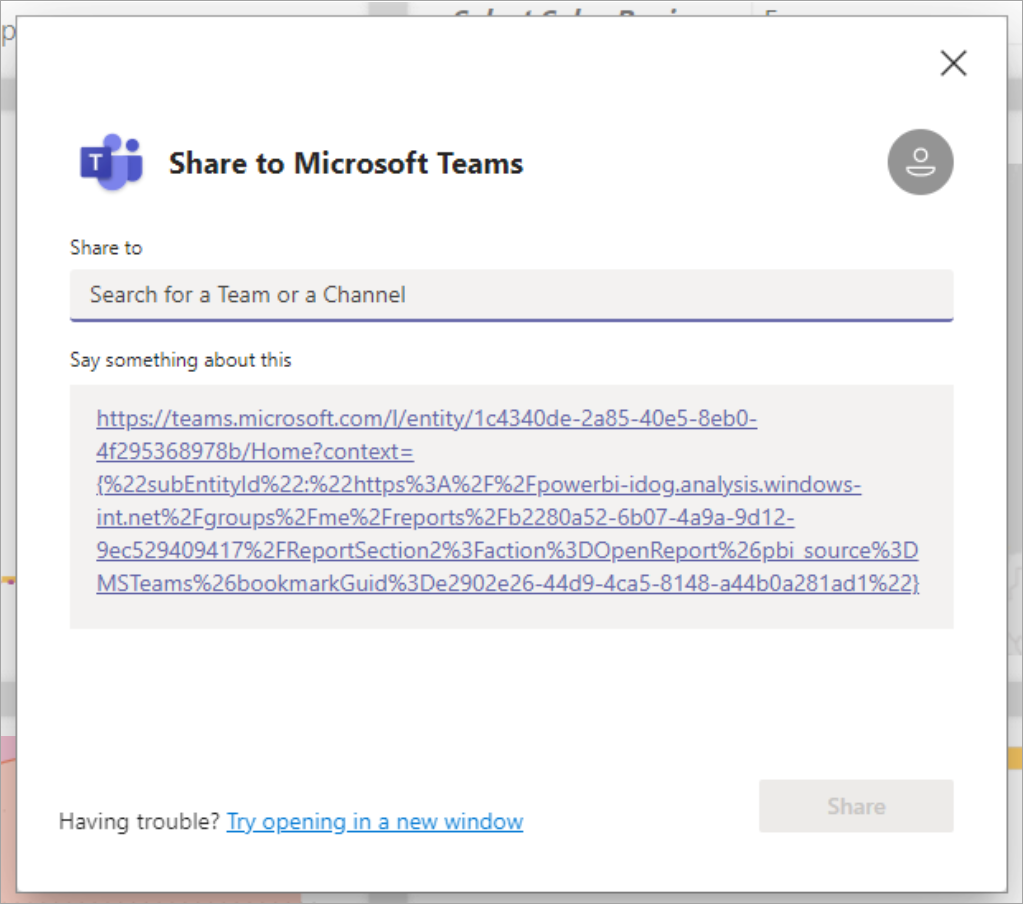 T
Share to Microsoft Teams
Share to
Search for a Team or a Channel
Say something about this
https://teams.microsoft.com/l/entity/1c4340de-2a85-40e5-8eb0-
4f295368978b/Home?context=
{%22subEntityId%22:%22https%3A%2F%2Fpowerbi-idog.analysis.windows-
int.net%2Fgroups%2Fme%2Freports%2Fb2280a52-6b07-4a9a-9d12-
9ec529409417%2FReportSection2%3Faction%3DOpenReport%26pbi_source%3D
MSTeams%26bookmarkGuid%3De2902e26-44d9-4ca5-8148-a44b0a281ad1%22}
Having trouble? Try opening in a new window
Share